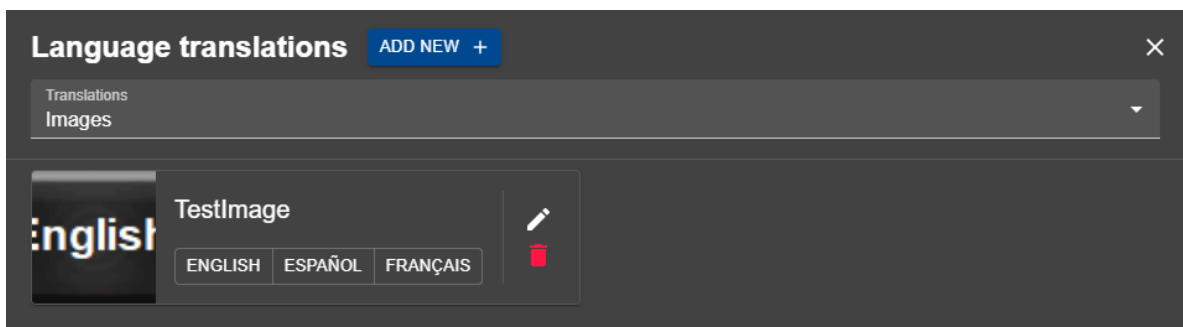 Language translations
ADD NEW +
Translations
Images
English
TestImage
ENGLISH ESPAÑOL FRANÇAIS